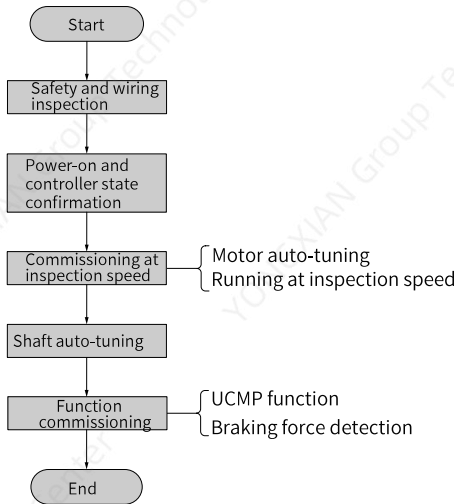 Start
Safety and wiring
inspection
Power-on and
controller state
confirmation
Commissioning at
inspection speed
Motor auto-tuning
Running at inspection speed
Shaft auto-tuning
Function
commissioning
UCMP function
Braking force detection
End